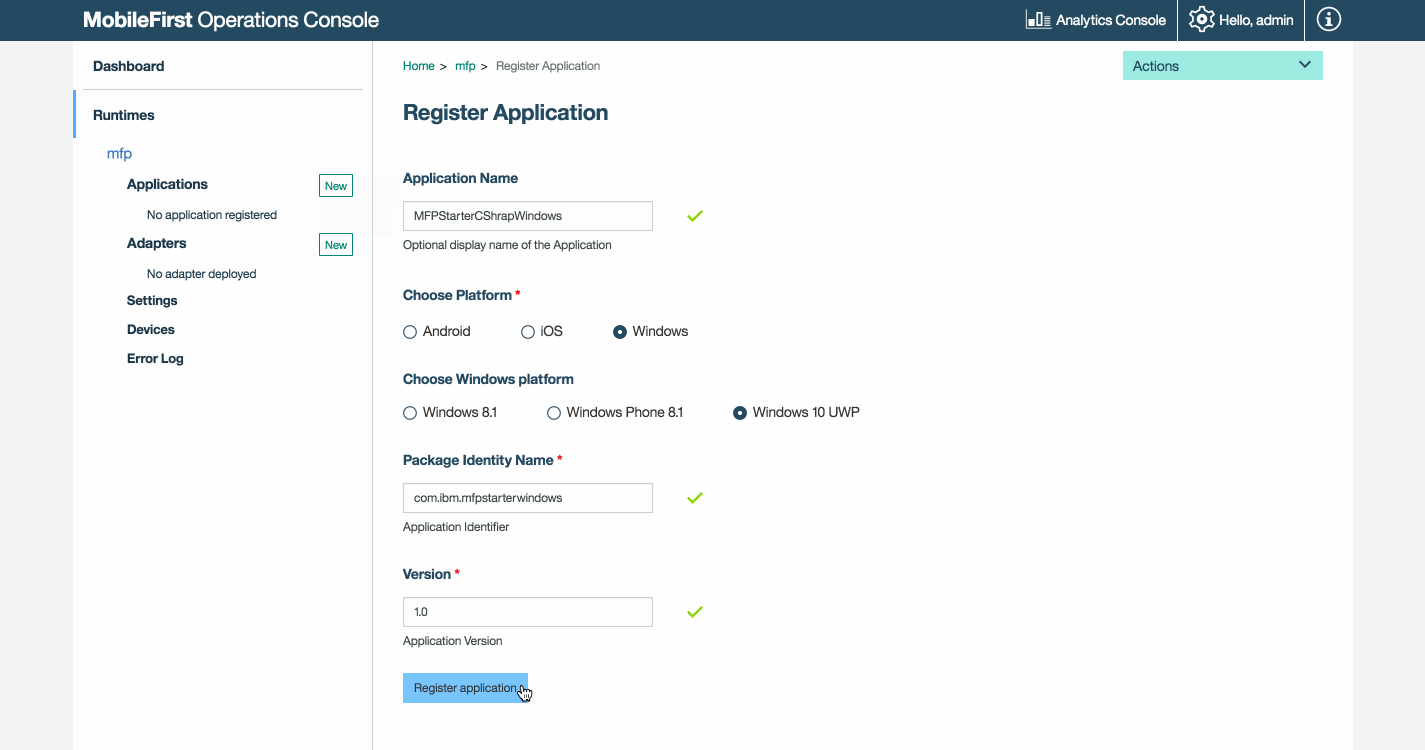 MobileFirst Operations Console
Analytics Console
Hello, admin
Dashboard
Runtimes
mfp
Applications
New
No application registered
Adapters
New
No adapter deployed
Settings
Devices
Error Log
Home > mfp > Register Application
Actions
Register Application
Application Name
MFPStarterCShrapWindows
Optional display name of the Application
Choose Platform *
Android iOS Windows
Choose Windows platform
Windows 8.1 Windows Phone 8.1 Windows 10 UWP
Package Identity Name *
com.ibm.mfpstarterwindows
Application Identifier
Version *
1.0
Application Version
Register application